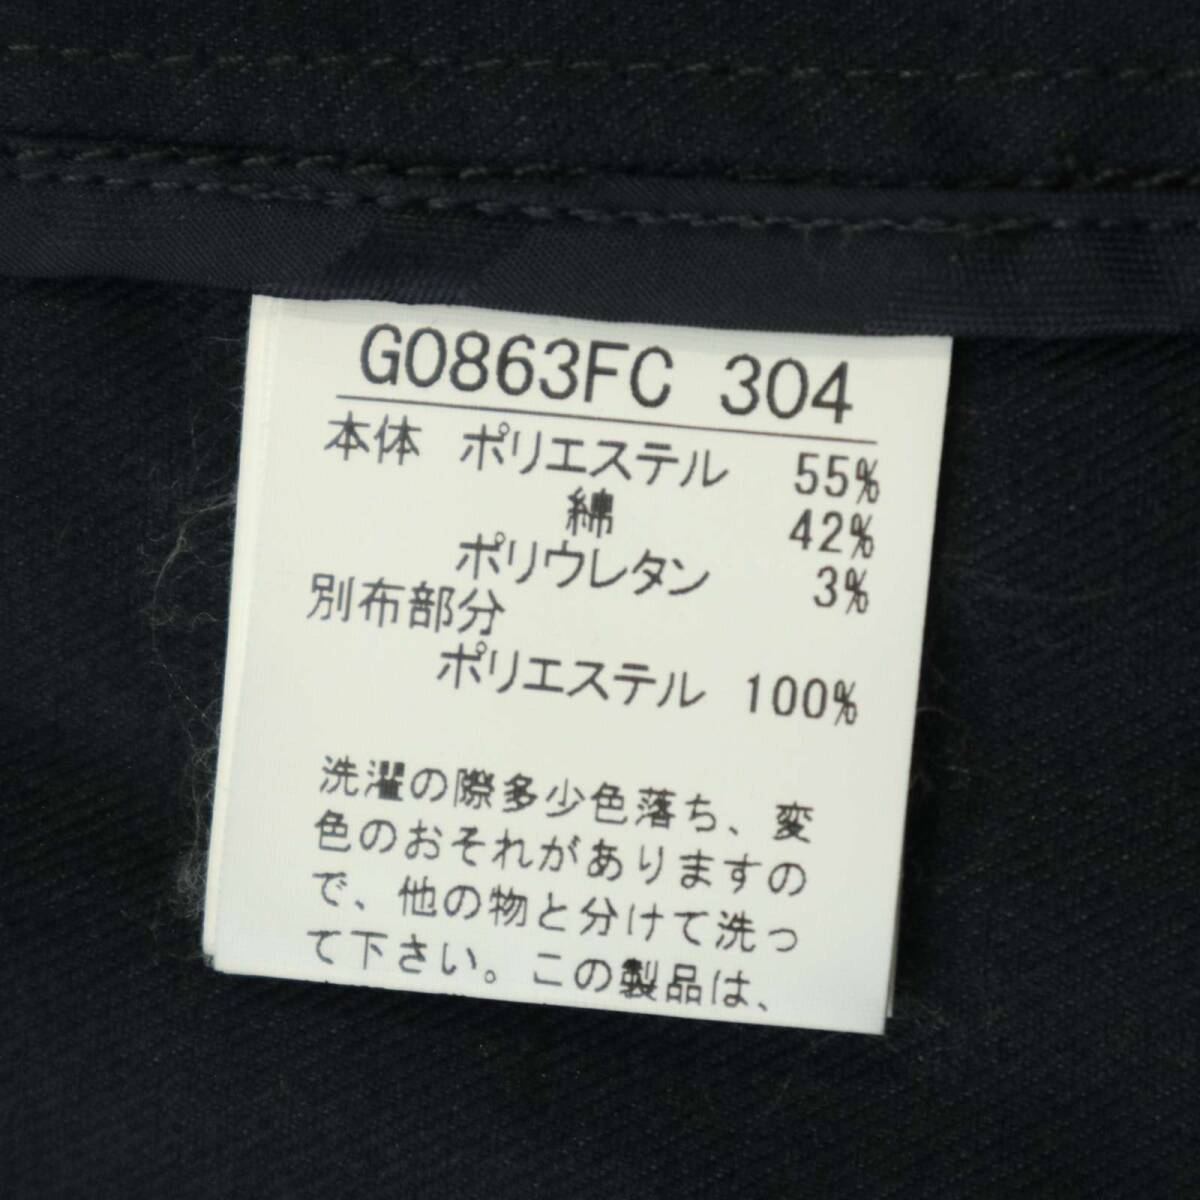 G0863FC 304
本体 ポリエステル 55%
綿 42%
ポリウレタン 3%
別布部分
ポリエステル 100%
洗濯の際多少色落ち、変
色のおそれがありますの
で、他の物と分けて洗っ
て下さい。この製品は、